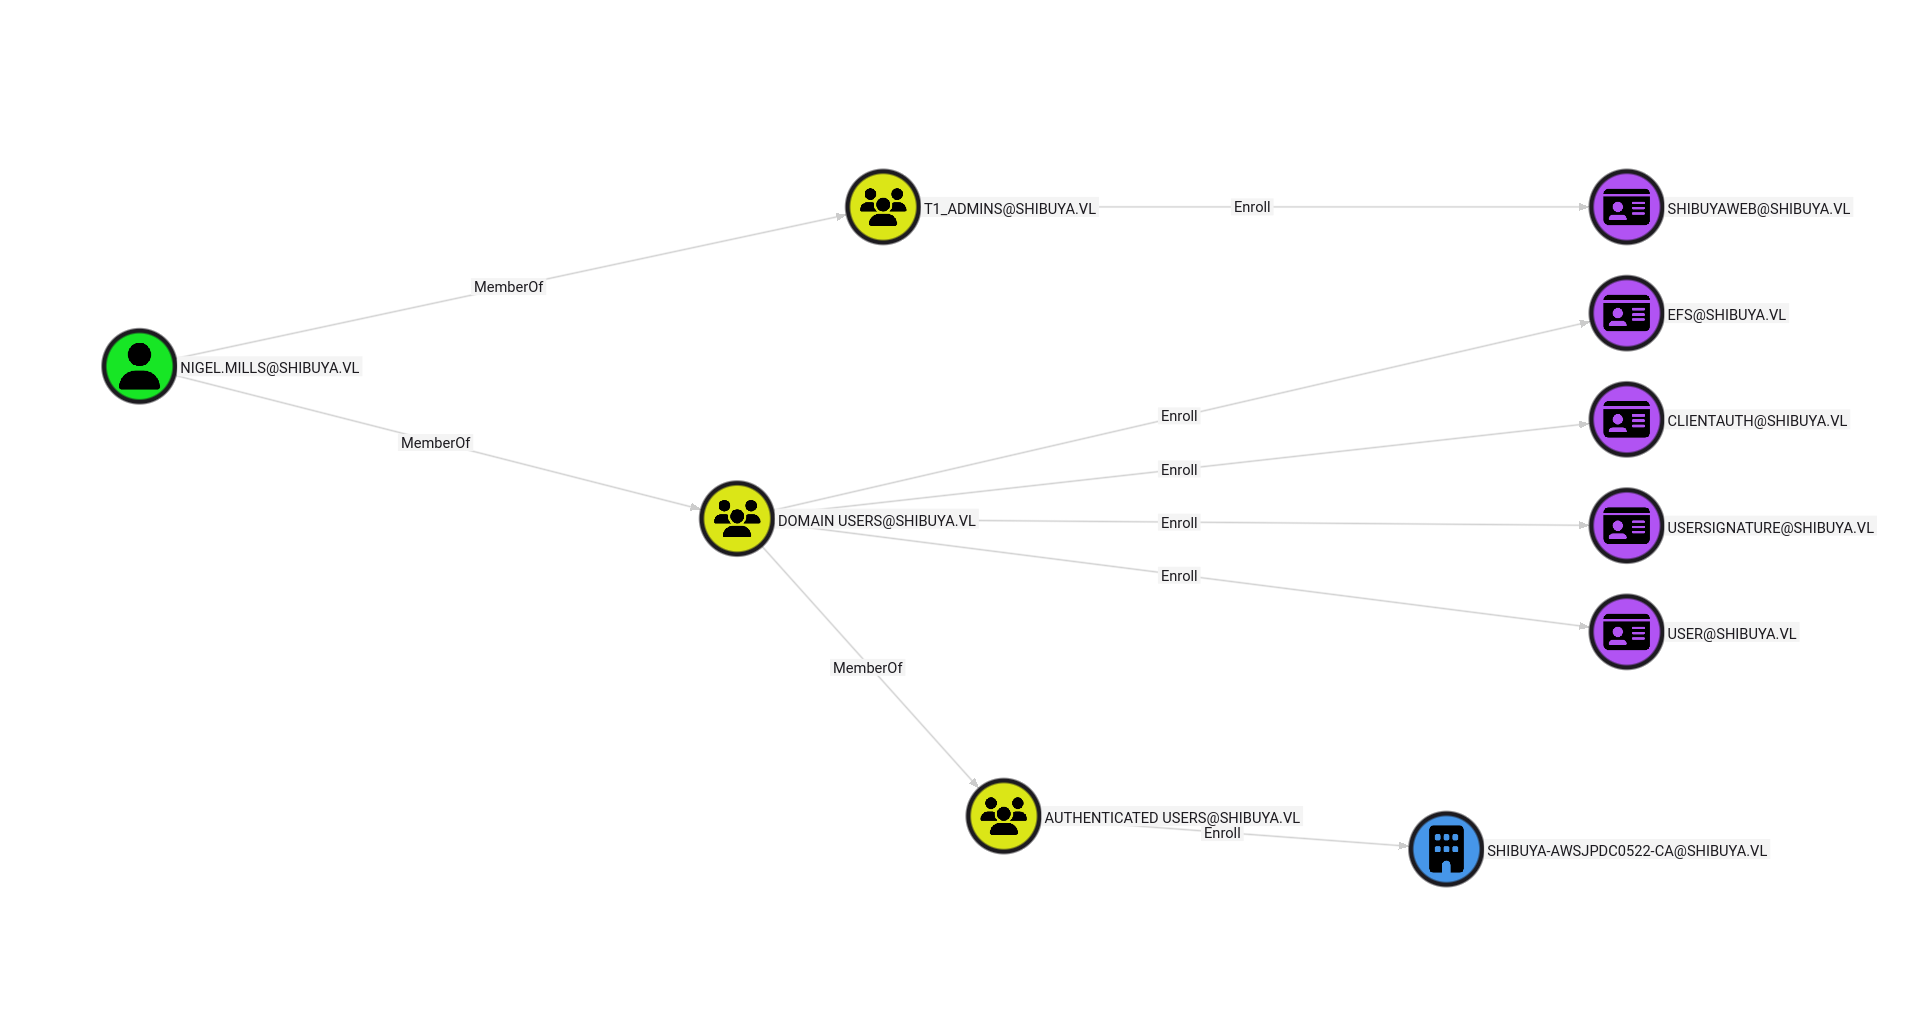 T1_ADMINS@SHIBUYA.VL
Enroll
SHIBUYAWEB@SHIBUYA.VL
MemberOf
EFS@SHIBUYA.VL
NIGEL.MILLS@SHIBUYA.VL
Enroll
CLIENTAUTH@SHIBUYA.VL
MemberOf
Enroll
DOMAIN USERS@SHIBUYA.VL
Enroll
USERSIGNATURE@SHIBUYA.VL
Enroll
USER@SHIBUYA.VL
MemberOf
AUTHENTICATED USERS@SHIBUYA.VL
Enroll
SHIBUYA-AWSJPDC0522-CA@SHIBUYA.VL